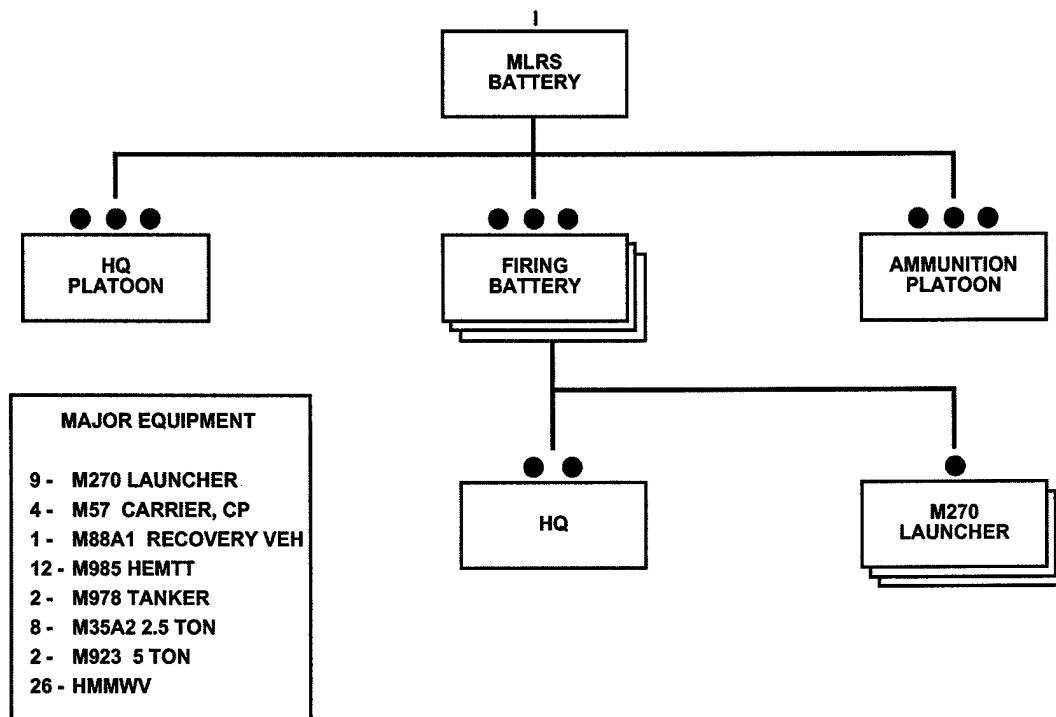 MLRS
BATTERY
HQ
PLATOON
FIRING
BATTERY
AMMUNITION
PLATOON
MAJOR EQUIPMENT
9 - M270 LAUNCHER
4 - M57 CARRIER, CP
1 - M88A1 RECOVERY VEH
12 - M985 HEMTT
2 - M978 TANKER
8 - M35A2 2.5 TON
2 - M923 5 TON
26 - HMMWV
HQ
M270
LAUNCHER